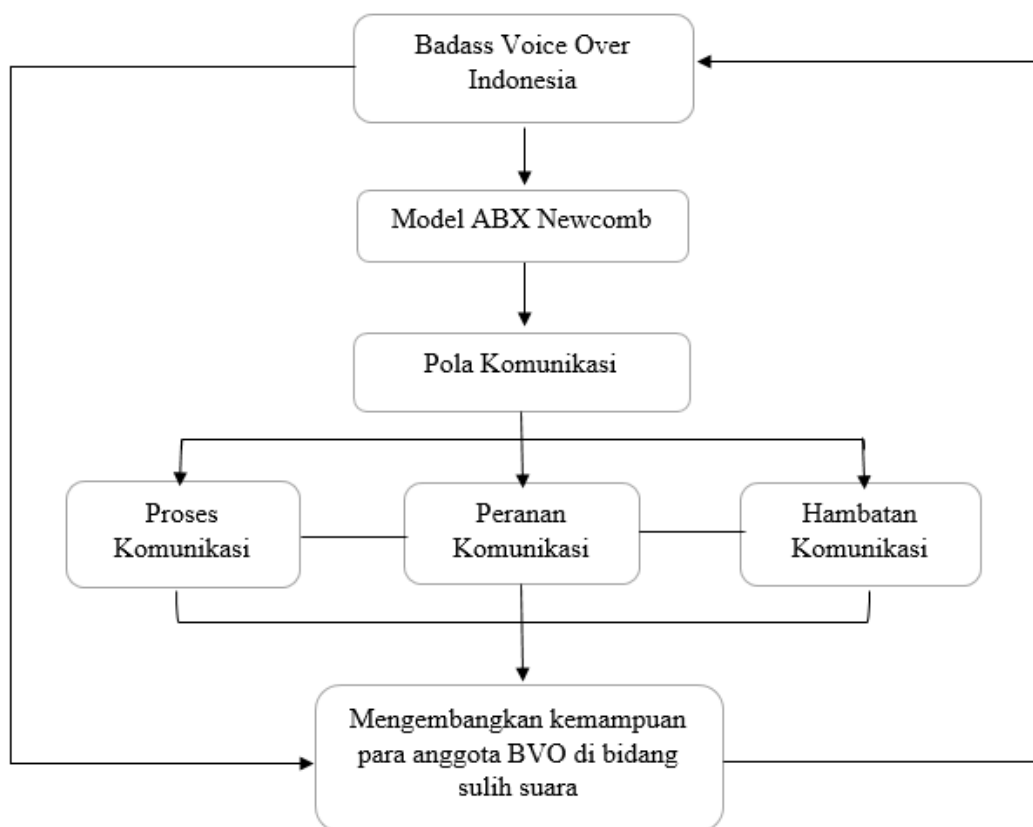 Badass Voice Over
Indonesia
Model ABX Newcomb
Pola Komunikasi
Proses
Komunikasi
Peranan
Komunikasi
Hambatan
Komunikasi
Mengembangkan kemampuan
para anggota BVO di bidang
sulih suara